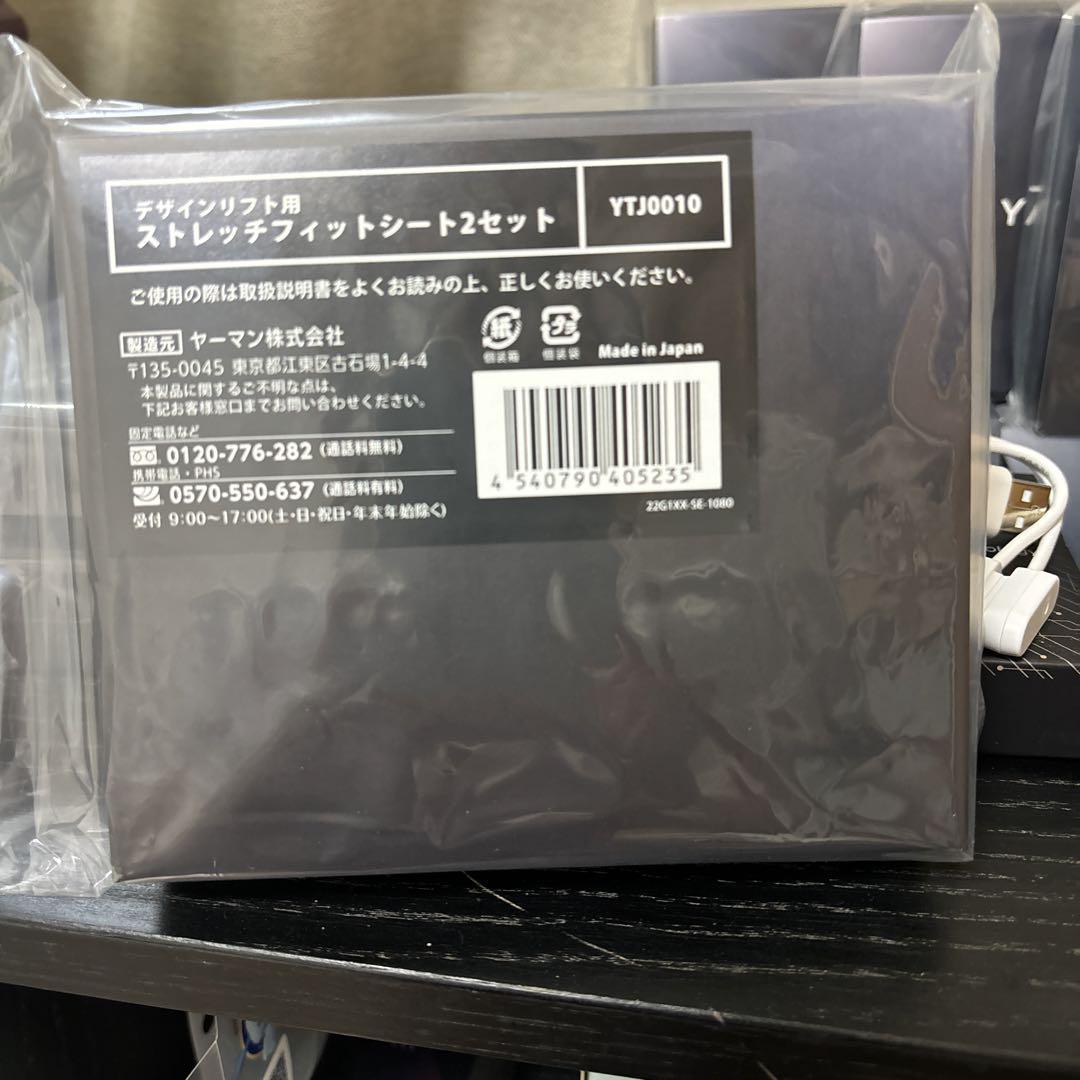 デザインリフト用
ストレッチフィットシート2セット
YTJ0010
ご使用の際は取扱説明書をよくお読みの上、正しくお使いください。
製造元 ヤーマン株式会社
〒135-0045 東京都江東区古石場1-4-4
本製品に関するご不明な点は、
下記お客様窓口までお問い合わせください。
固定電話など
0120-776-282（通話料無料）
携帯電話・PHS
0570-550-637（通話料有料）
受付 9:00～17:00(土・日・祝日・年末年始除く)
紙
個装箱
プラ
個装袋
Made in Japan
4 540790 405235
22G1XX-SE-1080